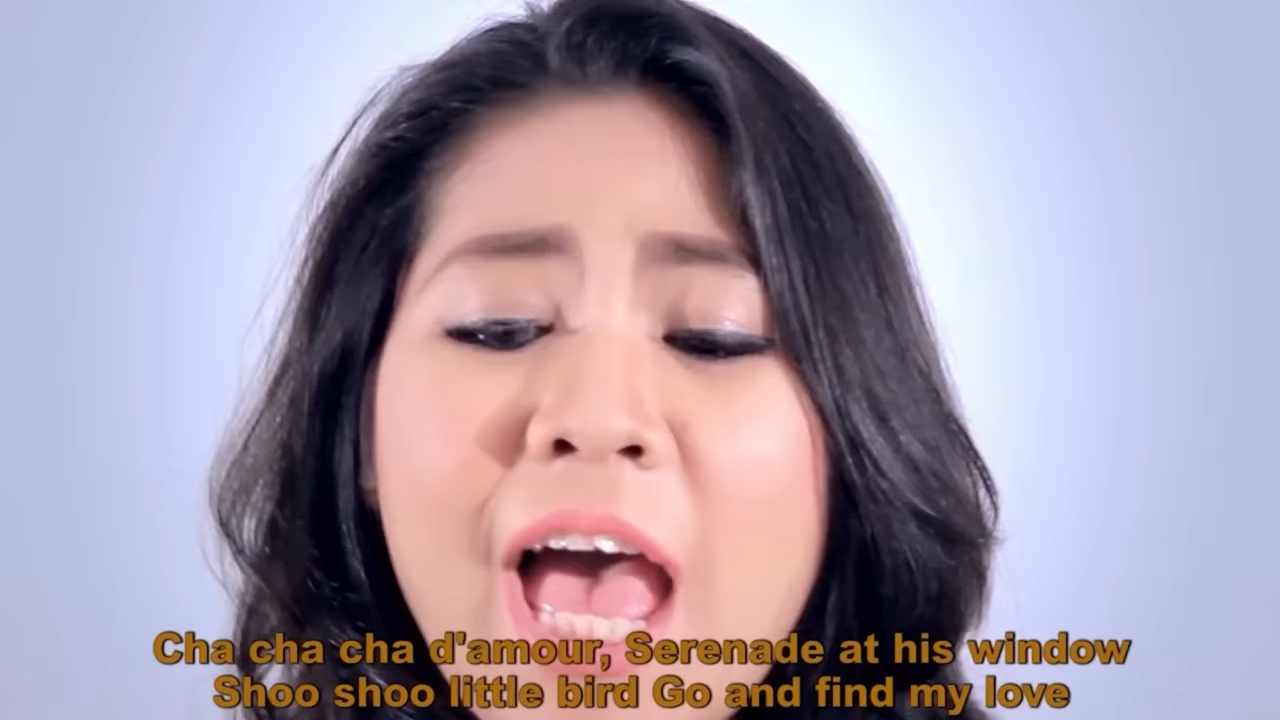 Cha cha cha d'amour, Serenade at his window
Shoo shoo little bird Go and find my love